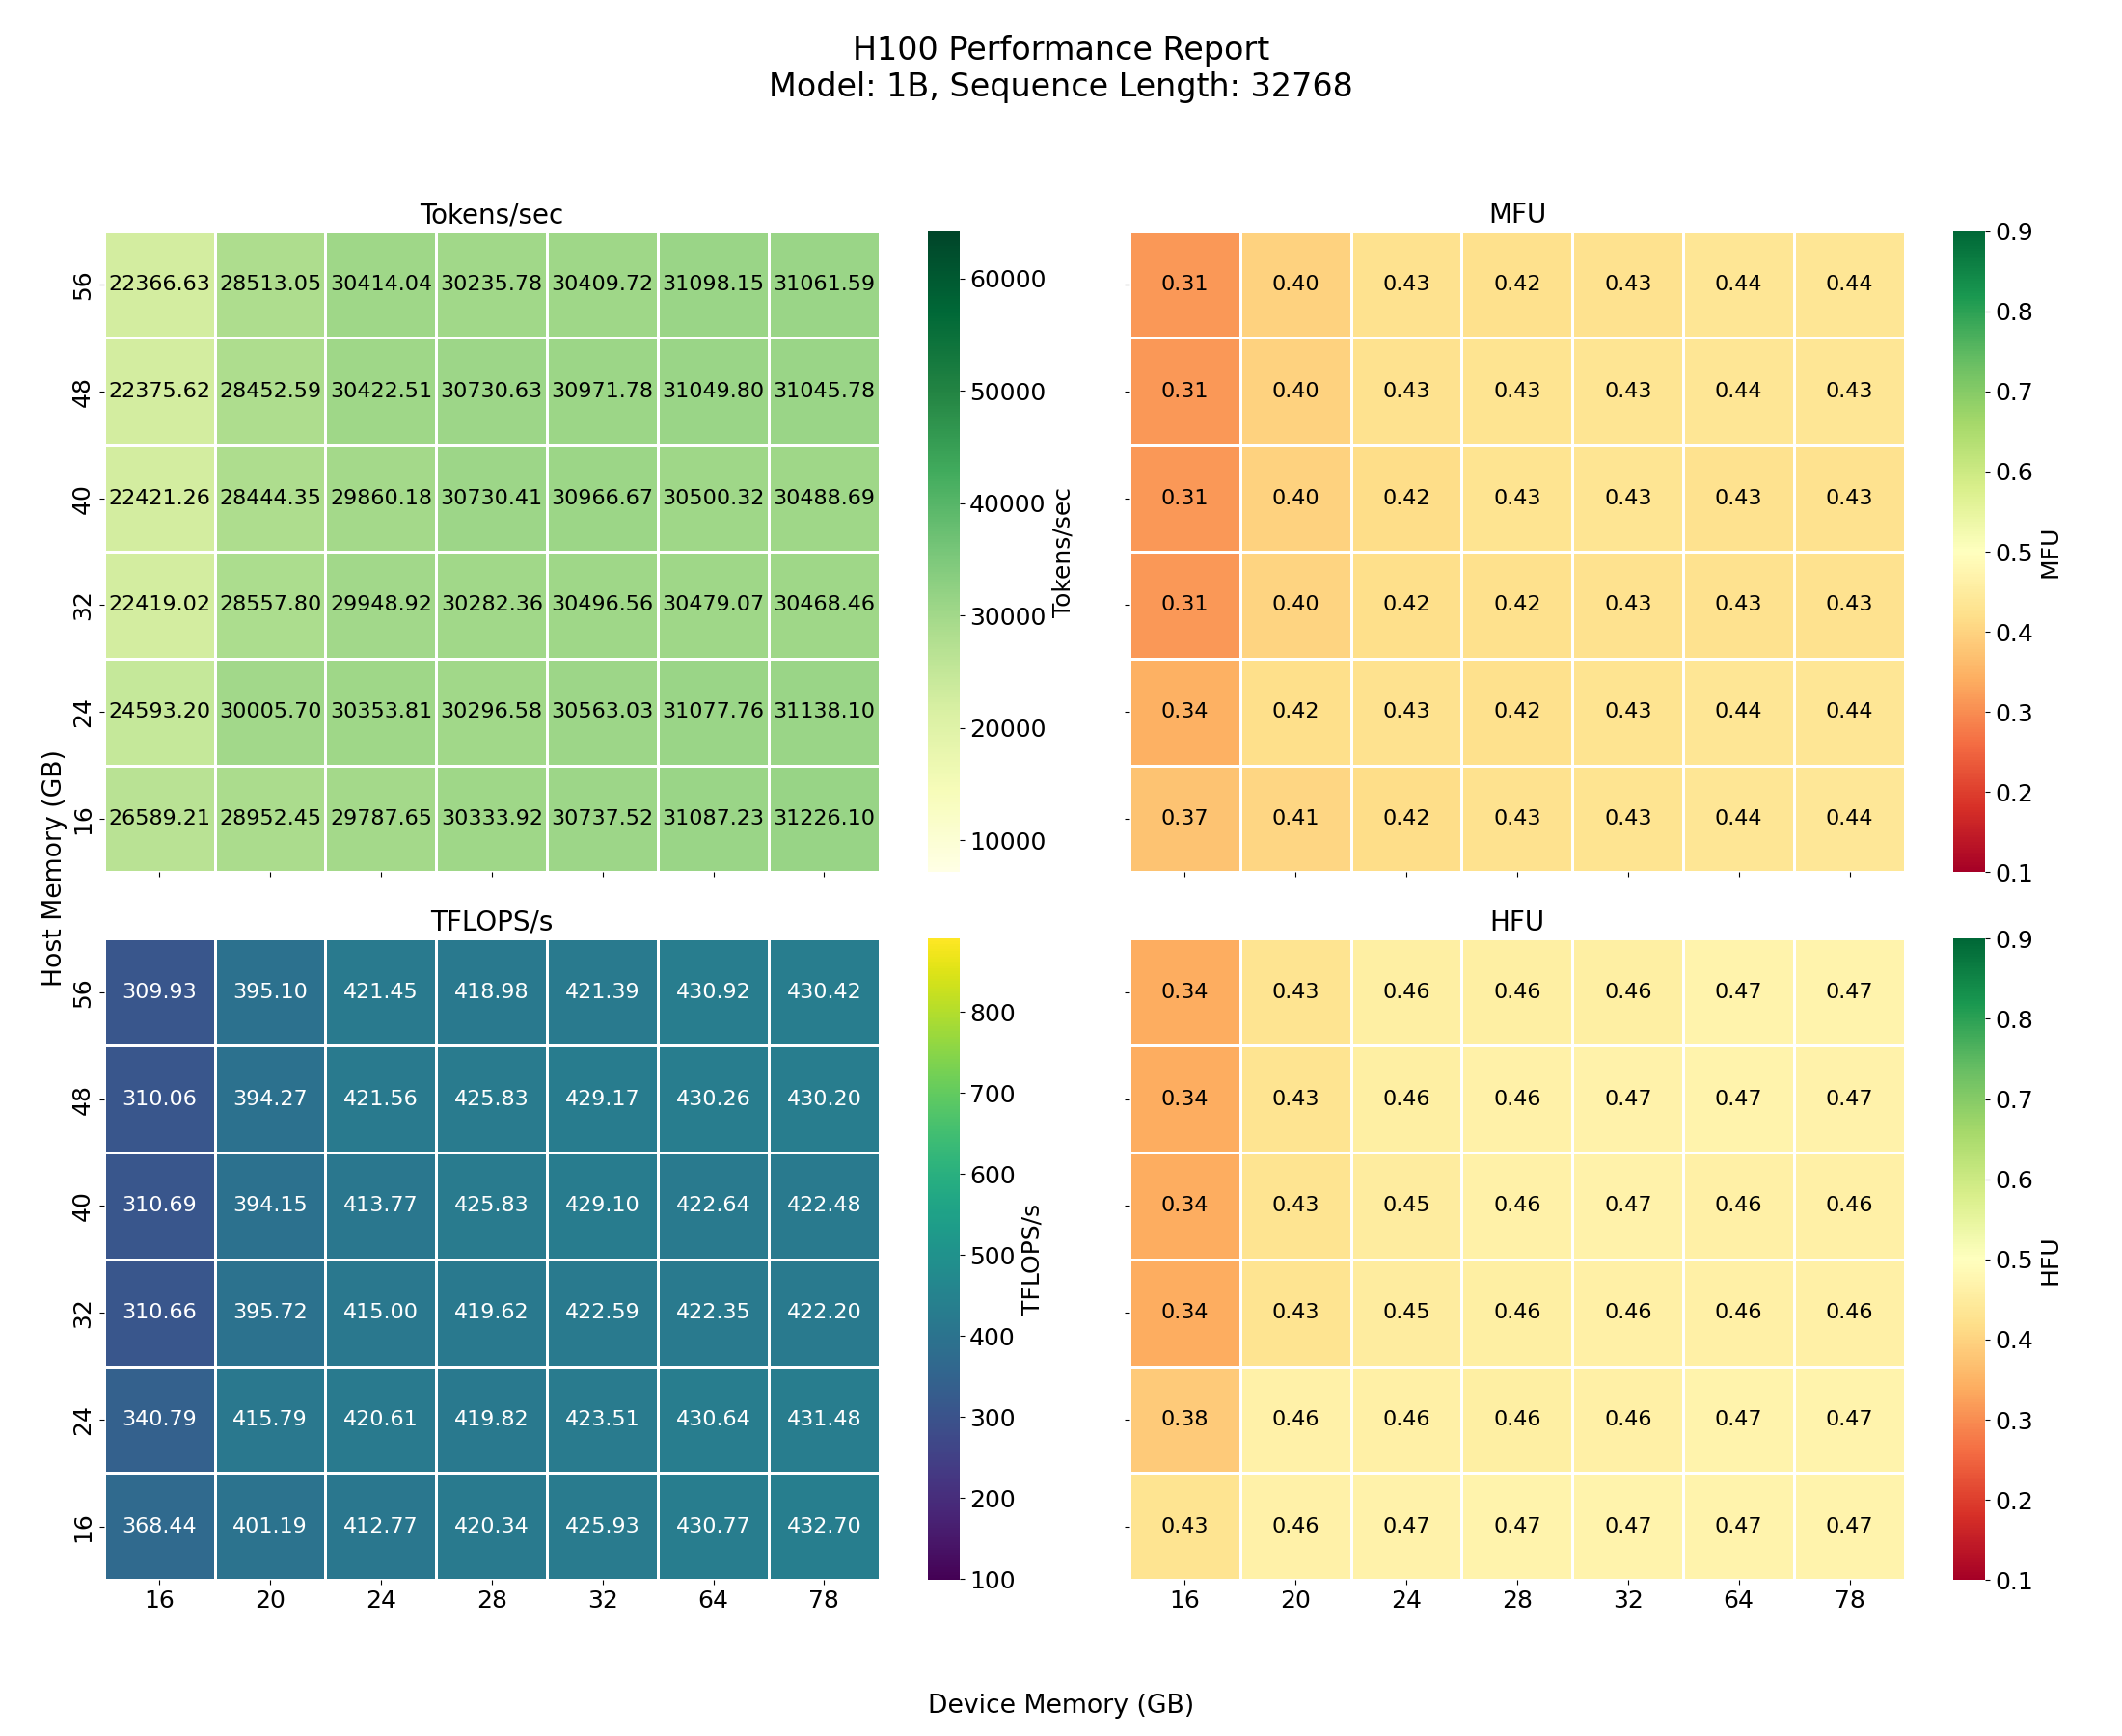 H100 Performance Report
Model: 1B, Sequence Length: 32768
Tokens/sec
56 22366.63 28513.05 30414.04 30235.78 30409.72 31098.15 31061.59
48 22375.62 28452.59 30422.51 30730.63 30971.78 31049.80 31045.78
40 22421.26 28444.35 29860.18 30730.41 30966.67 30500.32 30488.69
32 22419.02 28557.80 29948.92 30282.36 30496.56 30479.07 30468.46
24 24593.20 30005.70 30353.81 30296.58 30563.03 31077.76 31138.10
16 26589.21 28952.45 29787.65 30333.92 30737.52 31087.23 31226.10
60000
50000
40000
30000
20000
10000
Tokens/sec
MFU
0.31 0.40 0.43 0.42 0.43 0.44 0.44
0.31 0.40 0.43 0.43 0.43 0.44 0.43
0.31 0.40 0.42 0.43 0.43 0.43 0.43
0.31 0.40 0.42 0.42 0.43 0.43 0.43
0.34 0.42 0.43 0.42 0.43 0.44 0.44
0.37 0.41 0.42 0.43 0.43 0.44 0.44
0.9
0.8
0.7
0.6
0.5
0.4
0.3
0.2
0.1
MFU
Host Memory (GB)
TFLOPS/s
56 309.93 395.10 421.45 418.98 421.39 430.92 430.42
48 310.06 394.27 421.56 425.83 429.17 430.26 430.20
40 310.69 394.15 413.77 425.83 429.10 422.64 422.48
32 310.66 395.72 415.00 419.62 422.59 422.35 422.20
24 340.79 415.79 420.61 419.82 423.51 430.64 431.48
16 368.44 401.19 412.77 420.34 425.93 430.77 432.70
16 20 24 28 32 64 78
800
700
600
500
400
300
200
100
TFLOPS/s
HFU
0.34 0.43 0.46 0.46 0.46 0.47 0.47
0.34 0.43 0.46 0.46 0.47 0.47 0.47
0.34 0.43 0.45 0.46 0.47 0.46 0.46
0.34 0.43 0.45 0.46 0.46 0.46 0.46
0.38 0.46 0.46 0.46 0.46 0.47 0.47
0.43 0.46 0.47 0.47 0.47 0.47 0.47
16 20 24 28 32 64 78
0.9
0.8
0.7
0.6
0.5
0.4
0.3
0.2
0.1
HFU
Device Memory (GB)